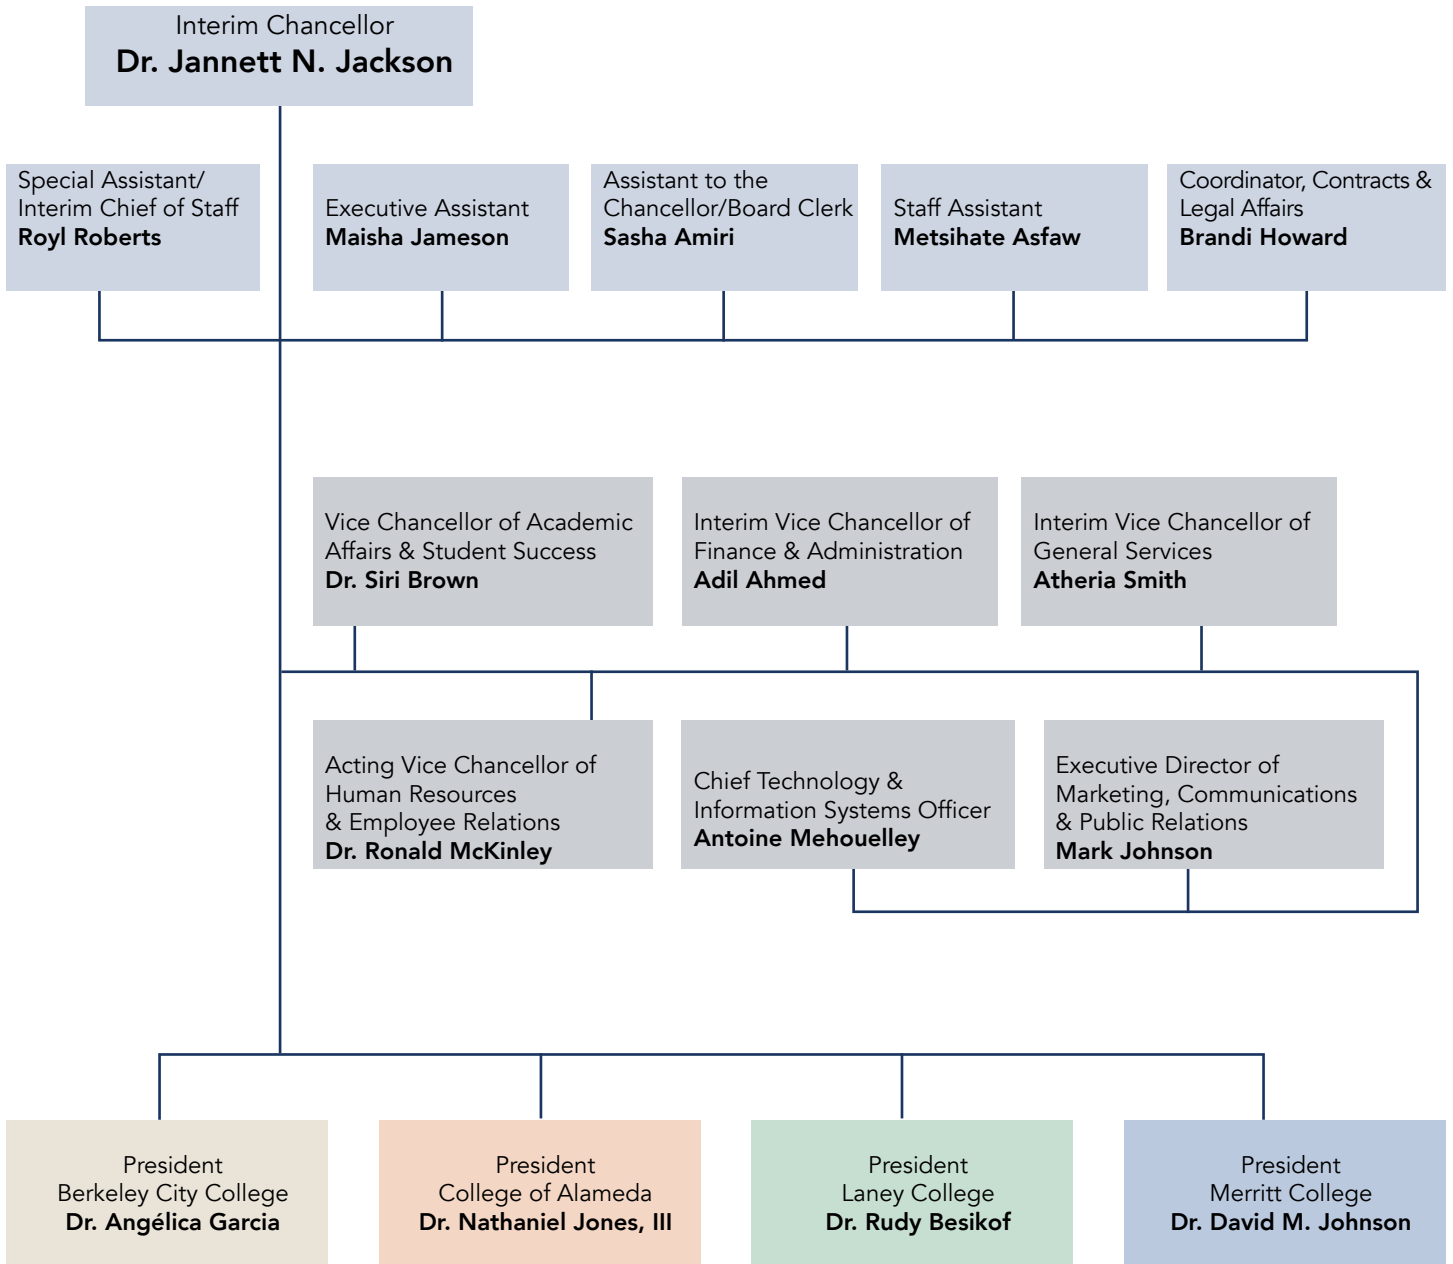 Interim Chancellor
Dr. Jannett N. Jackson
Special Assistant/
Interim Chief of Staff
Royl Roberts
Executive Assistant
Maisha Jameson
Assistant to the
Chancellor/Board Clerk
Sasha Amiri
Staff Assistant
Metsihate Asfaw
Coordinator, Contracts &
Legal Affairs
Brandi Howard
Vice Chancellor of Academic
Affairs & Student Success
Dr. Siri Brown
Interim Vice Chancellor of
Finance & Administration
Adil Ahmed
Interim Vice Chancellor of
General Services
Atheria Smith
Acting Vice Chancellor of
Human Resources
& Employee Relations
Dr. Ronald McKinley
Chief Technology &
Information Systems Officer
Antoine Mehouelley
Executive Director of
Marketing, Communications
& Public Relations
Mark Johnson
President
Berkeley City College
Dr. Angélica Garcia
President
College of Alameda
Dr. Nathaniel Jones, III
President
Laney College
Dr. Rudy Besikof
President
Merritt College
Dr. David M. Johnson